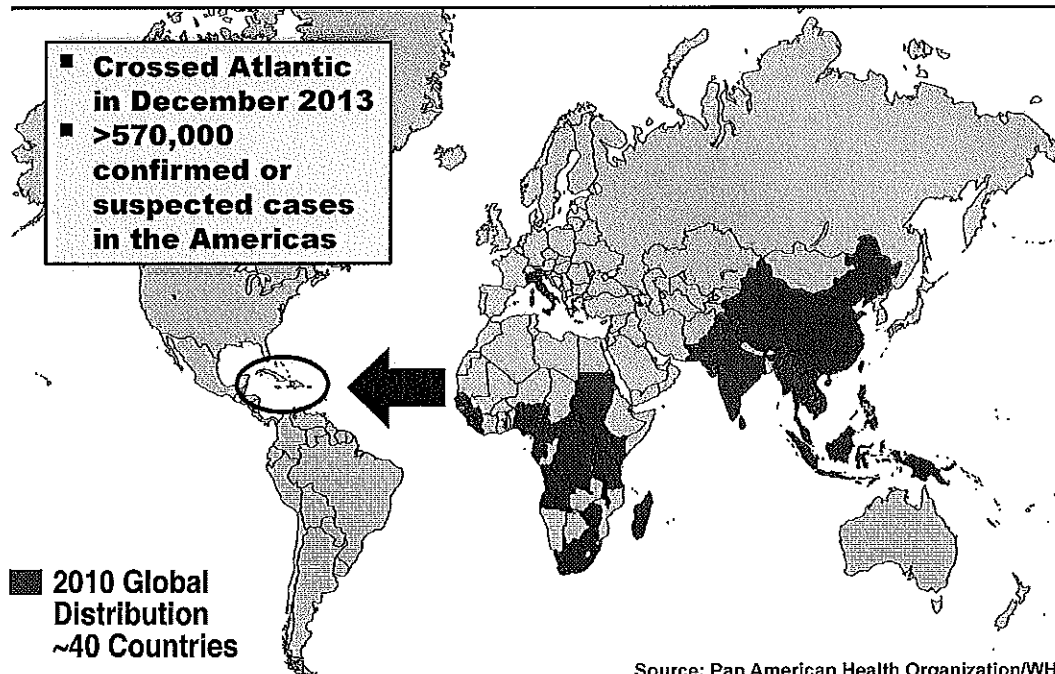 ▪ Crossed Atlantic
in December 2013
▪ >570,000
confirmed or
suspected cases
in the Americas
2010 Global
Distribution
~40 Countries
Source: Pan American Health Organization/WH